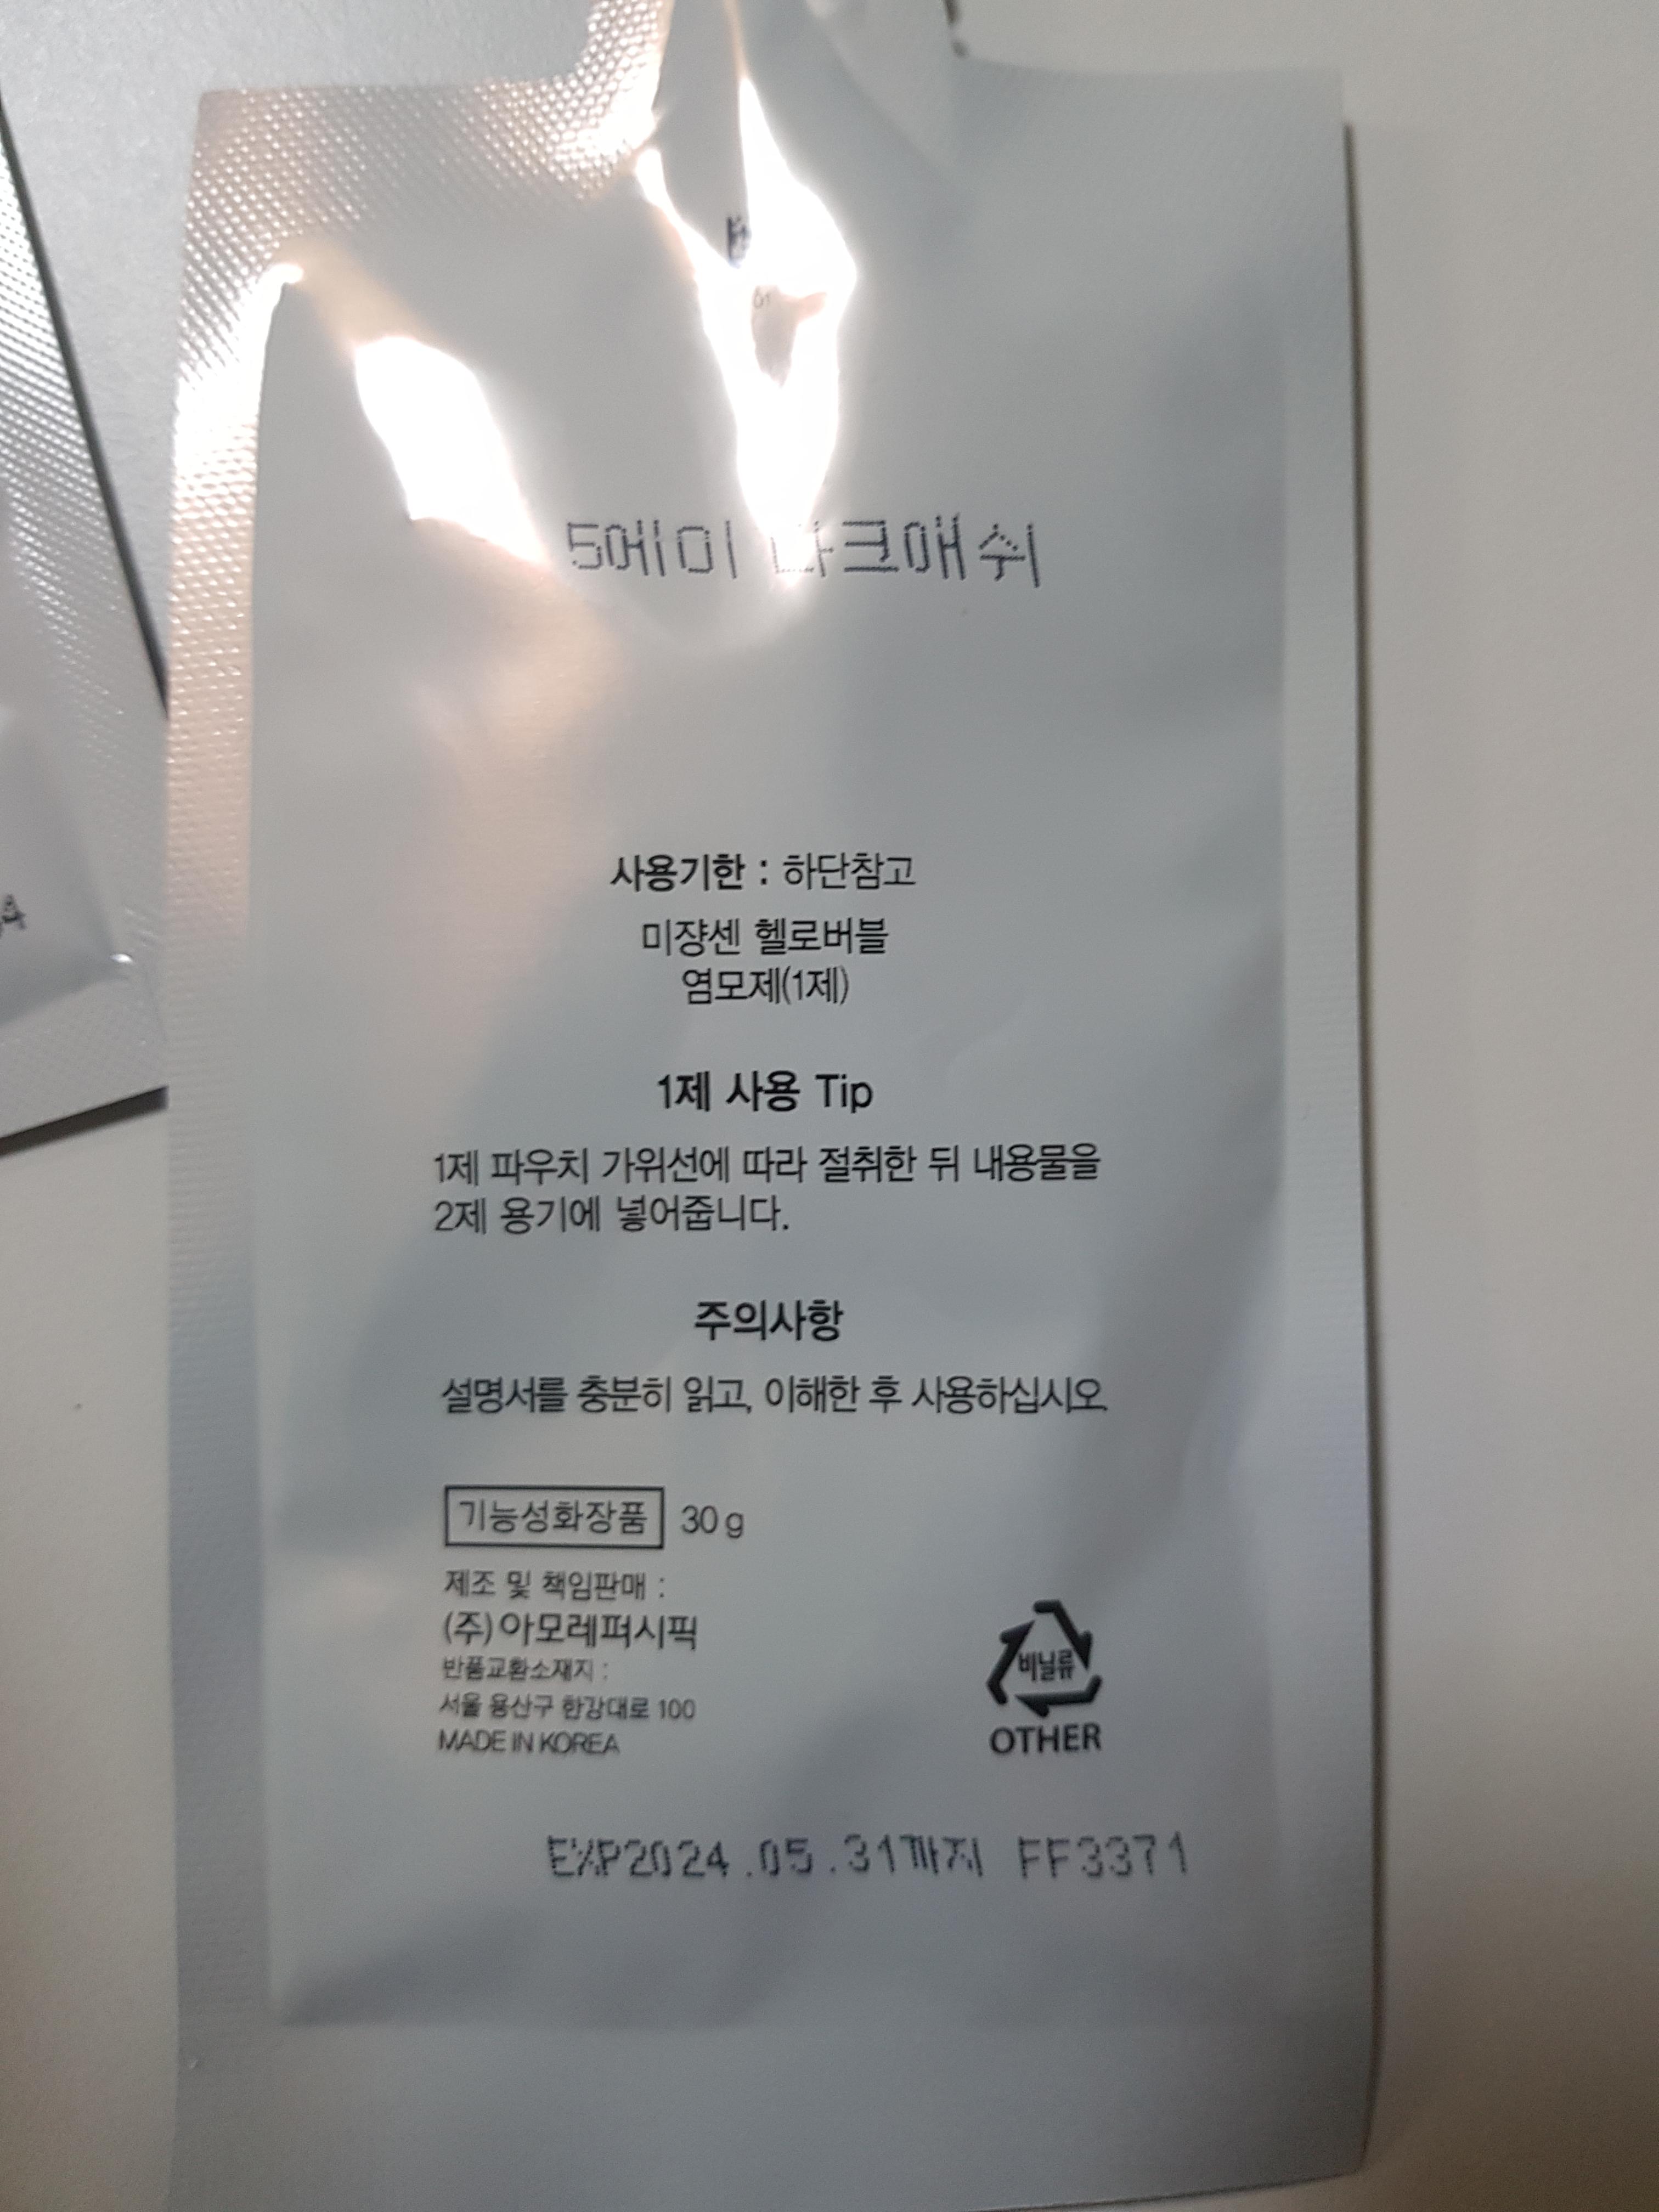 5에미 다크애쉬
사용기한 : 하단참고
미쟝센 헬로버블
염모제(1제)
1제 사용 Tip
1제 파우치 가위선에 따라 절취한 뒤 내용물을
2제 용기에 넣어줍니다.
주의사항
설명서를 충분히 읽고, 이해한 후 사용하십시오.
기능성화장품 30 g
제조 및 책임판매 :
(주)아모레퍼시픽
반품교환소재지 :
서울 용산구 한강대로 100
MADE IN KOREA
비닐류
OTHER
EXP2024.05.31까지 FF3371